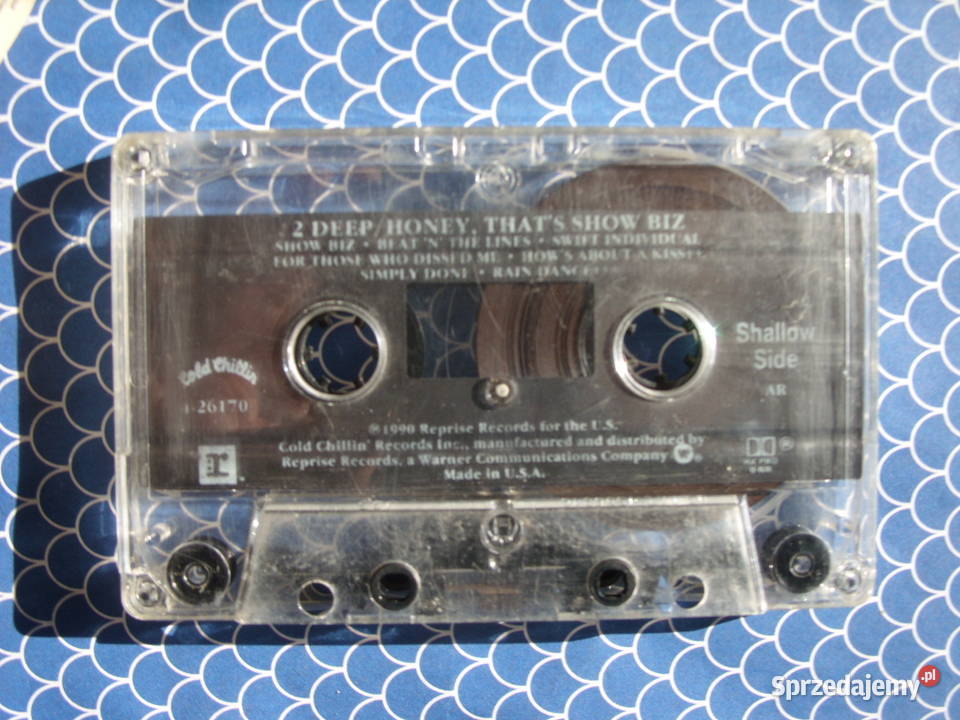 2 DEEP/HONEY, THAT'S SHOW BIZ
SHOW BIZ • BEAT 'N' THE LINES • SWIFT INDIVIDUAL
FOR THOSE WHO DISSED ME • HOW'S ABOUT A KISS
SIMPLY DONE • RAIN DANCE
Shallow
Side
AR
Cold Chillin'
-26170
℗1990 Reprise Records for the U.S.
Cold Chillin' Records Inc., manufactured and distributed by
Reprise Records, a Warner Communications Company ®
Made in U.S.A.
r
Sprzedajemy.pl